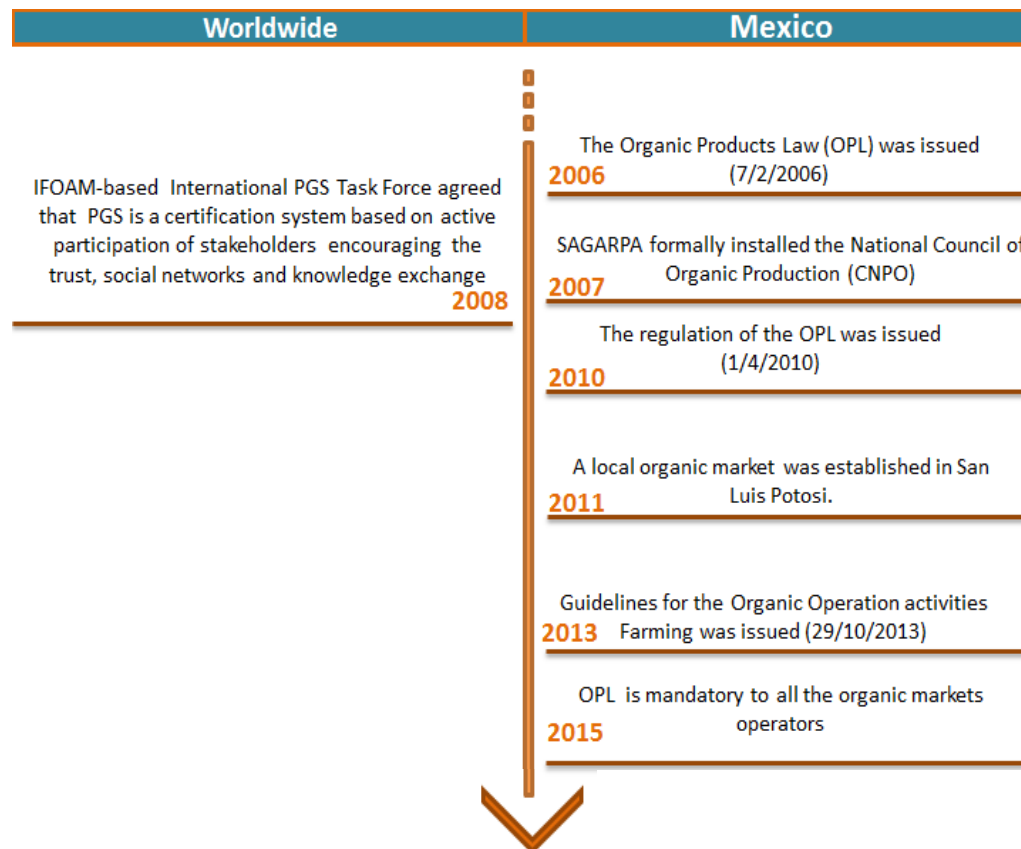 Worldwide
Mexico
IFOAM-based International PGS Task Force agreed
that PGS is a certification system based on active
participation of stakeholders encouraging the
trust, social networks and knowledge exchange
2008
The Organic Products Law (OPL) was issued
(7/2/2006)
2006
SAGARPA formally installed the National Council of
Organic Production (CNPO)
2007
The regulation of the OPL was issued
(1/4/2010)
2010
A local organic market was established in San
Luis Potosi.
2011
Guidelines for the Organic Operation activities
Farming was issued (29/10/2013)
2013
OPL is mandatory to all the organic markets
operators
2015